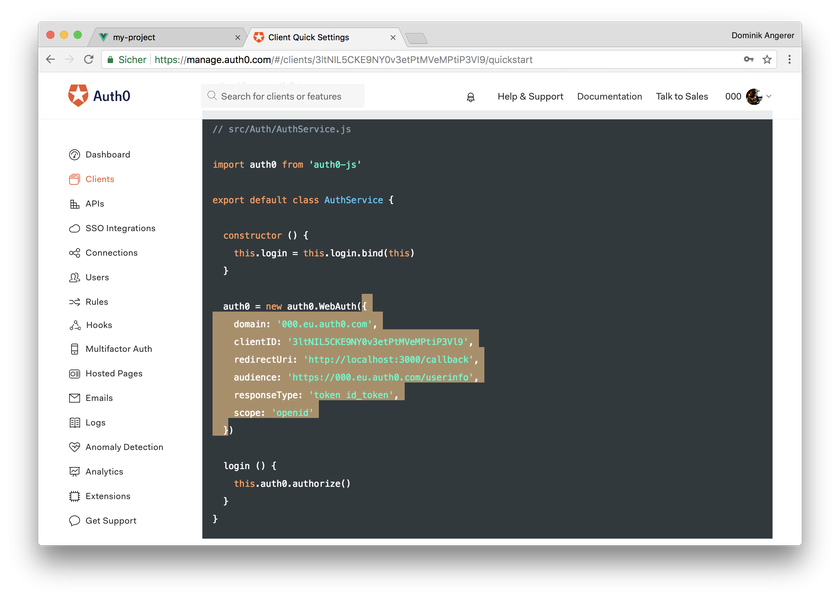 my-project
Client Quick Settings
Dominik Angerer
Sicher
https://manage.auth0.com/#/clients/3ltNIL5CKE9NY0v3etPtMVeMPtiP3Vl9/quickstart
Auth0
Search for clients or features
Help & Support
Documentation
Talk to Sales
000
Dashboard
Clients
APIs
SSO Integrations
Connections
Users
Rules
Hooks
Multifactor Auth
Hosted Pages
Emails
Logs
Anomaly Detection
Analytics
Extensions
Get Support
// src/Auth/AuthService.js
import auth0 from 'auth0-js'
export default class AuthService {
constructor () {
this.login = this.login.bind(this)
}
auth0 = new auth0.WebAuth({
domain: '000.eu.auth0.com',
clientID: '3ltNIL5CKE9NY0v3etPtMVeMPtiP3Vl9',
redirectUri: 'http://localhost:3000/callback',
audience: 'https://000.eu.auth0.com/userinfo',
responseType: 'token id_token',
scope: 'openid'
})
login () {
this.auth0.authorize()
}
}